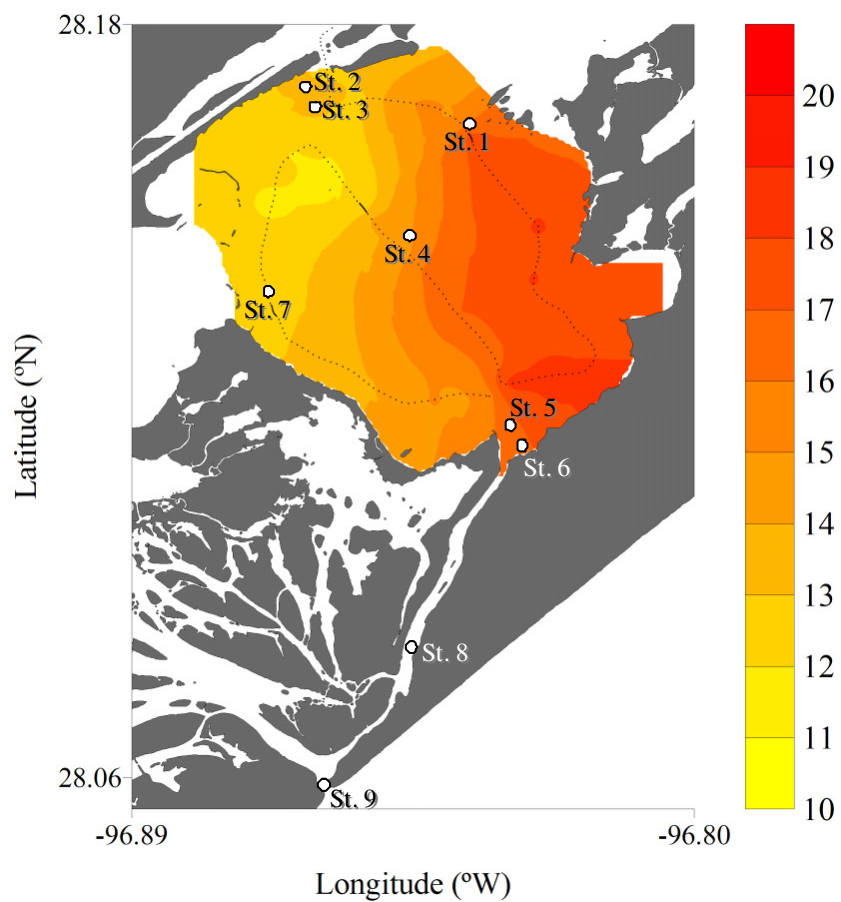 28.18
St. 2
St. 3
St. 1
St. 4
St. 7
St. 5
St. 6
St. 8
St. 9
28.06
-96.89
-96.80
Latitude (ºN)
Longitude (ºW)
20
19
18
17
16
15
14
13
12
11
10